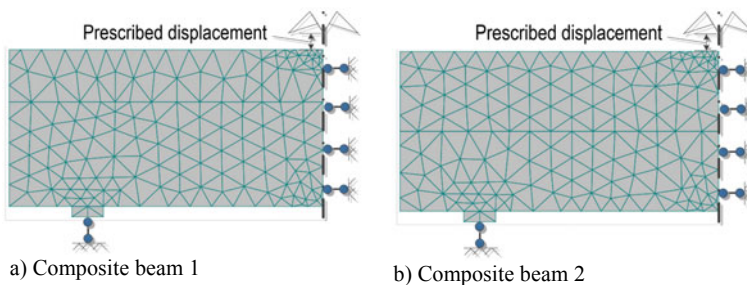 Prescribed displacement
Prescribed displacement
a) Composite beam 1
b) Composite beam 2